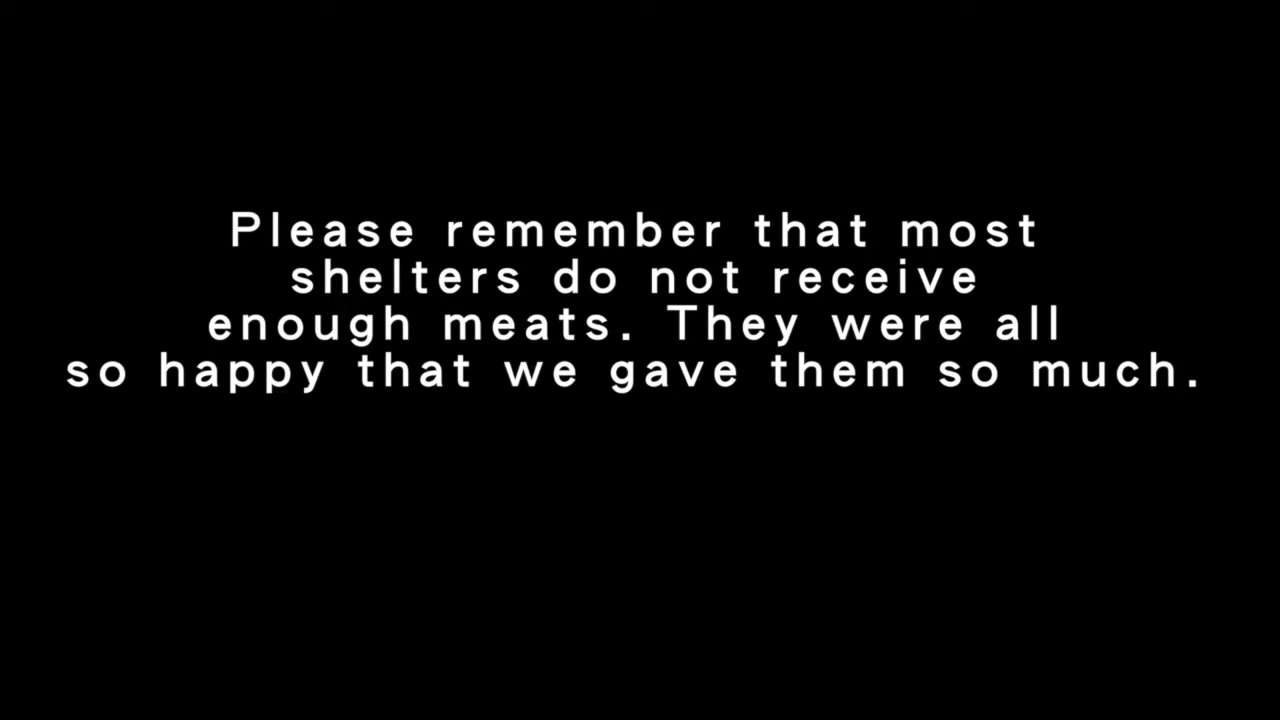 Please remember that most
shelters do not receive
enough meats. They were all
so happy that we gave them so much.